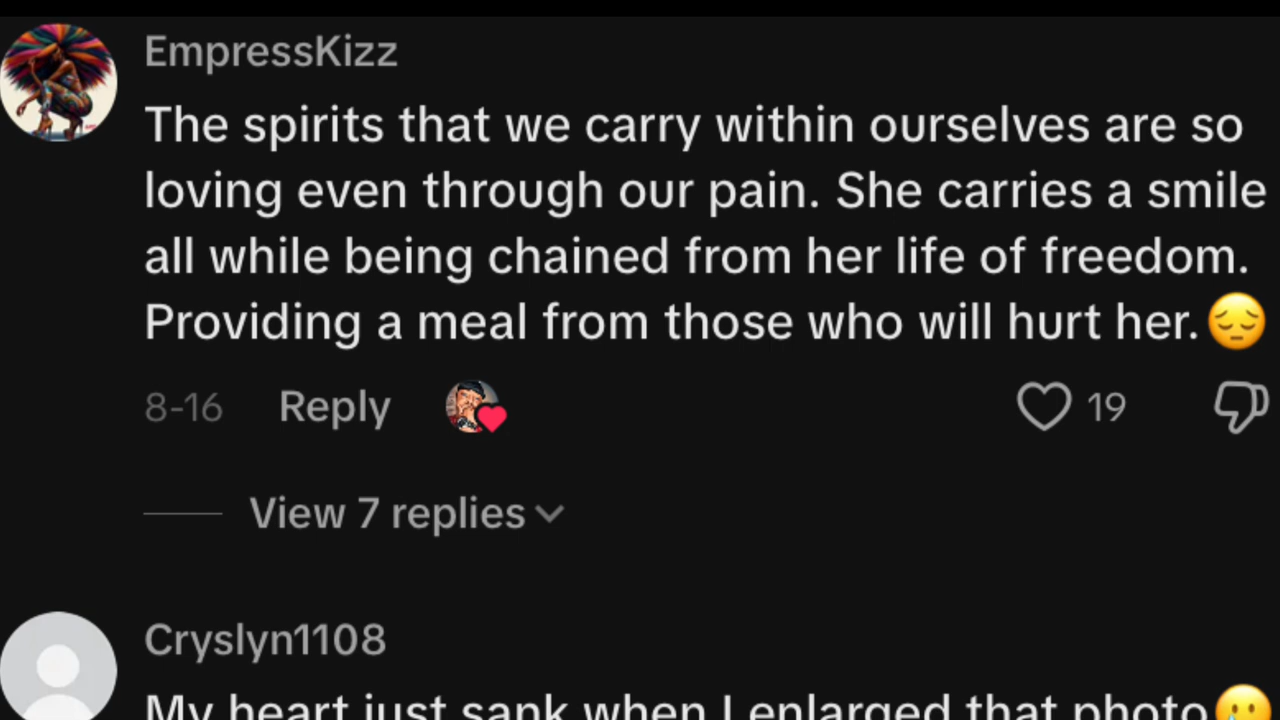 EmpressKizz
The spirits that we carry within ourselves are so
loving even through our pain. She carries a smile
all while being chained from her life of freedom.
Providing a meal from those who will hurt her.😔
8-16 Reply 19
View 7 replies
Cryslyn1108
My heart just sank when I enlarged that photo